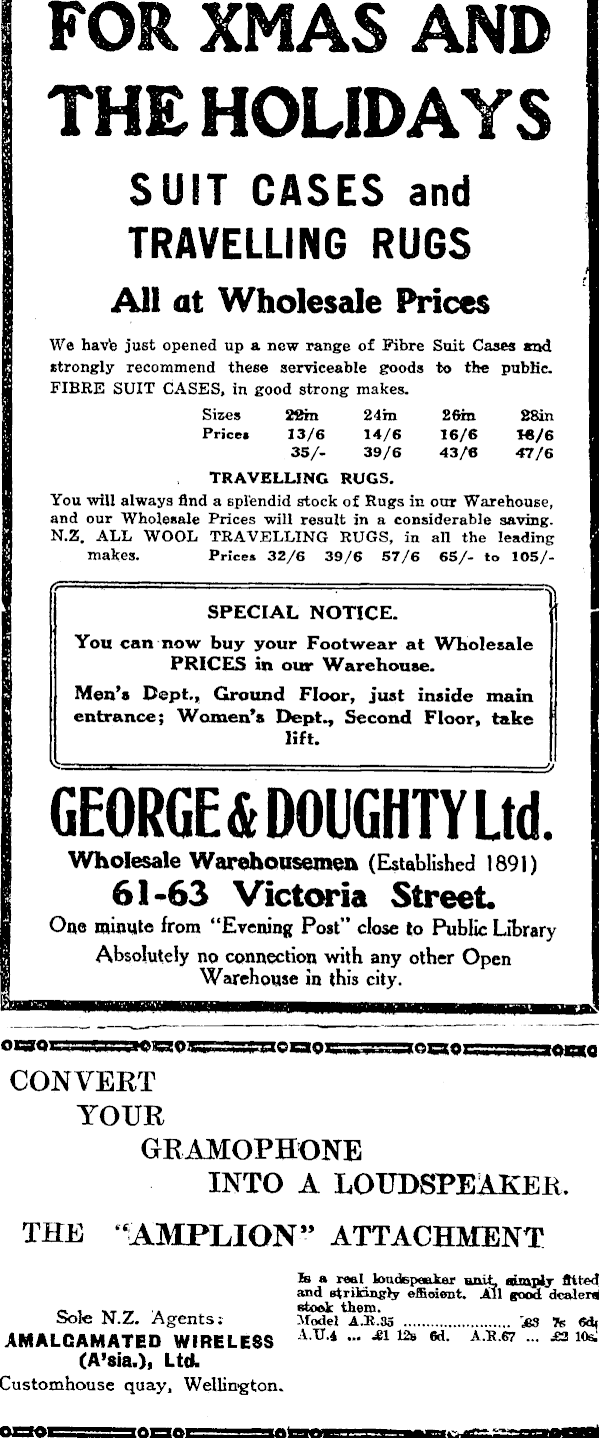 FOR XMAS AND
THE HOLIDAYS
SUIT CASES and
TRAVELLING RUGS
All at Wholesale Prices
We have just opened up a new range of Fibre Suit Cases and
strongly recommend these serviceable goods to the public.
FIBRE SUIT CASES, in good strong makes.
Sizes 22in 24in 26in 28in
Prices 13/6 14/6 16/6 18/6
35/- 39/6 43/6 47/6
TRAVELLING RUGS.
You will always find a splendid stock of Rugs in our Warehouse,
and our Wholesale Prices will result in a considerable saving.
N.Z. ALL WOOL TRAVELLING RUGS, in all the leading
makes. Prices 32/6 39/6 57/6 65/- to 105/-
SPECIAL NOTICE.
You can now buy your Footwear at Wholesale
PRICES in our Warehouse.
Men's Dept., Ground Floor, just inside main
entrance; Women's Dept., Second Floor, take
lift.
GEORGE & DOUGHTY Ltd.
Wholesale Warehousemen (Established 1891)
61-63 Victoria Street.
One minute from "Evening Post" close to Public Library
Absolutely no connection with any other Open
Warehouse in this city.
CONVERT
YOUR
GRAMOPHONE
INTO A LOUDSPEAKER.
THE "AMPLION" ATTACHMENT
Is a real loudspeaker unit, simply fitted
and strikingly efficient. All good dealers
stock them.
Model A.R.35 ........................ £3 7s 6d;
A.U.4 ... £1 12s 6d. A.R.67 ... £2 10s.
Sole N.Z. Agents:
AMALGAMATED WIRELESS
(A'sia.), Ltd.
Customhouse quay, Wellington.